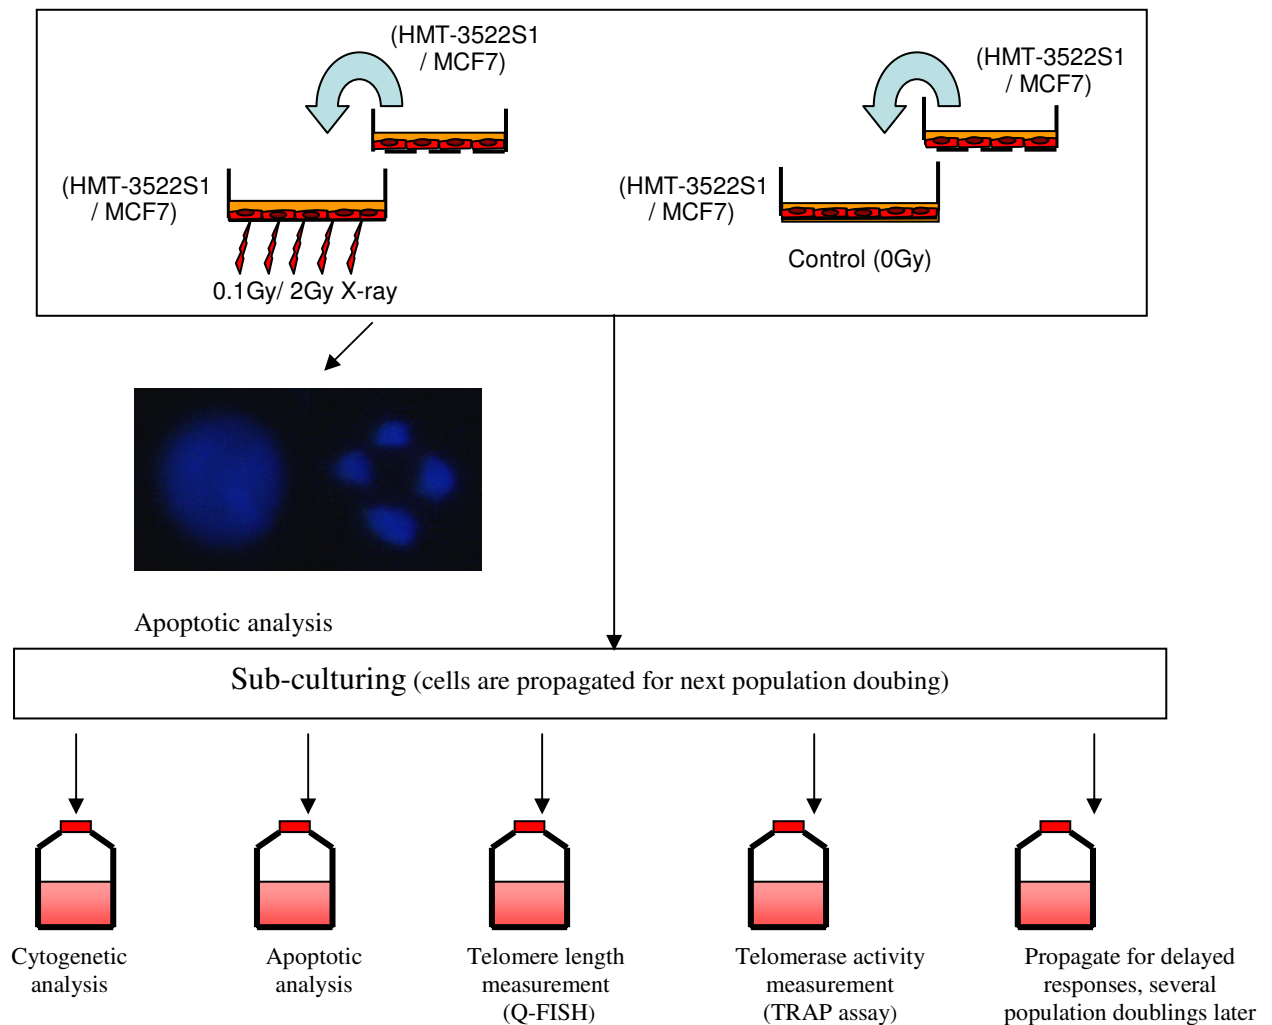 (HMT-3522S1
/ MCF7)
(HMT-3522S1
/ MCF7)
(HMT-3522S1
/ MCF7)
(HMT-3522S1
/ MCF7)
Control (0Gy)
0.1Gy/ 2Gy X-ray
Apoptotic analysis
Sub-culturing (cells are propagated for next population doubing)
Cytogenetic
analysis
Apoptotic
analysis
Telomere length
measurement
(Q-FISH)
Telomerase activity
measurement
(TRAP assay)
Propagate for delayed
responses, several
population doublings later